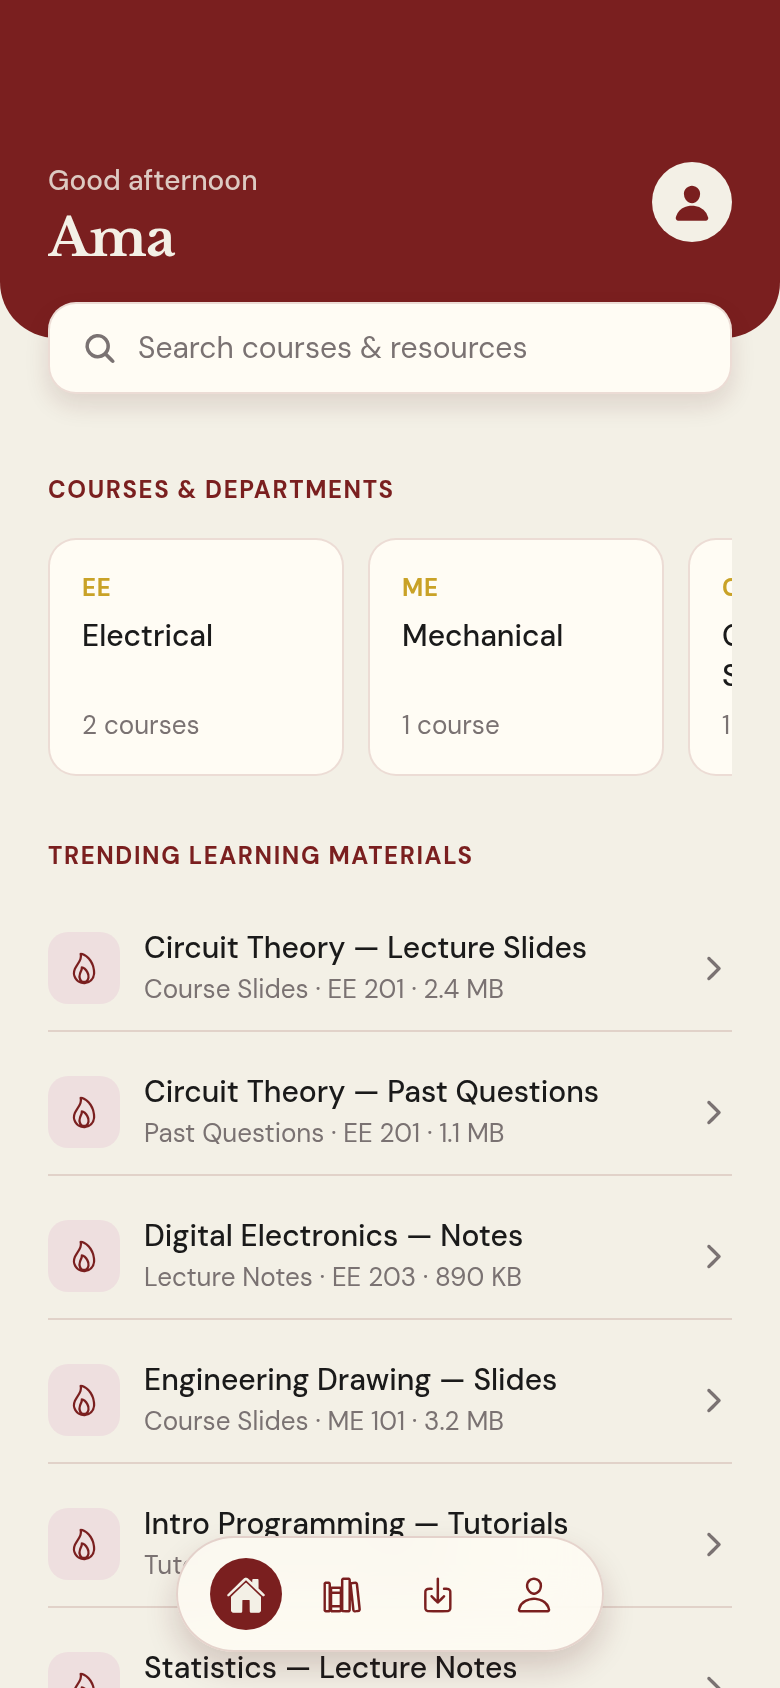 Good afternoon
Ama
Search courses & resources
COURSES & DEPARTMENTS
EE
Electrical
2 courses
ME
Mechanical
1 course
TRENDING LEARNING MATERIALS
Circuit Theory — Lecture Slides
Course Slides · EE 201 · 2.4 MB
Circuit Theory — Past Questions
Past Questions · EE 201 · 1.1 MB
Digital Electronics — Notes
Lecture Notes · EE 203 · 890 KB
Engineering Drawing — Slides
Course Slides · ME 101 · 3.2 MB
Intro Programming — Tutorials
Statistics — Lecture Notes